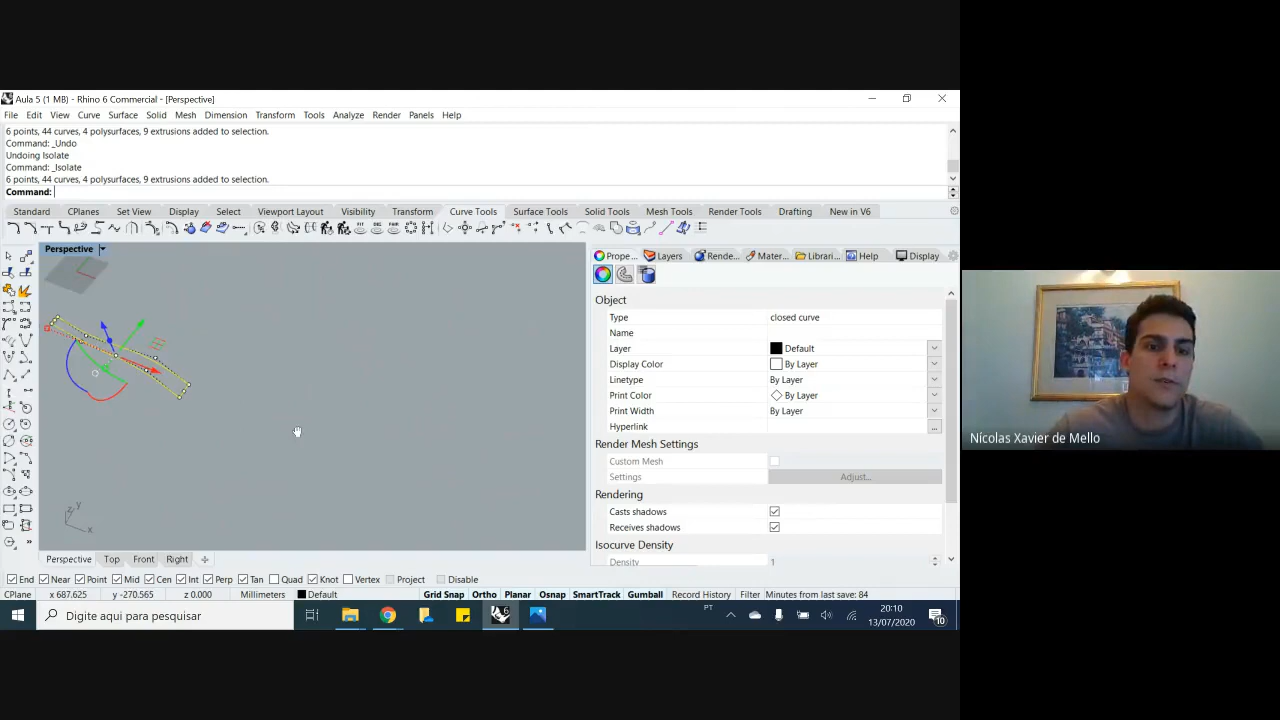 Aula 5 (1 MB) - Rhino 6 Commercial - [Perspective]
File Edit View Curve Surface Solid Mesh Dimension Transform Tools Analyze Render Panels Help
6 points, 44 curves, 4 polysurfaces, 9 extrusions added to selection.
Command: _Undo
Undoing Isolate
Command: _Isolate
6 points, 44 curves, 4 polysurfaces, 9 extrusions added to selection.
Command:
Standard CPlanes Set View Display Select Viewport Layout Visibility Transform Curve Tools Surface Tools Solid Tools Mesh Tools Render Tools Drafting New in V6
Perspective
Prope... Layers Rende... Mater... Librari... Help Display
Object
Type closed curve
Name
Layer Default
Display Color By Layer
Linetype By Layer
Print Color By Layer
Print Width By Layer
Hyperlink ...
Render Mesh Settings
Custom Mesh
Settings Adjust...
Rendering
Casts shadows
Receives shadows
Isocurve Density
Density 1
z y
x
Perspective Top Front Right
End Near Point Mid Cen Int Perp Tan Quad Knot Vertex Project Disable
CPlane x 687.625 y -270.565 z 0.000 Millimeters Default Grid Snap Ortho Planar Osnap SmartTrack Gumball Record History Filter Minutes from last save: 84
Digite aqui para pesquisar
PT
20:10
13/07/2020
10
Nícolas Xavier de Mello